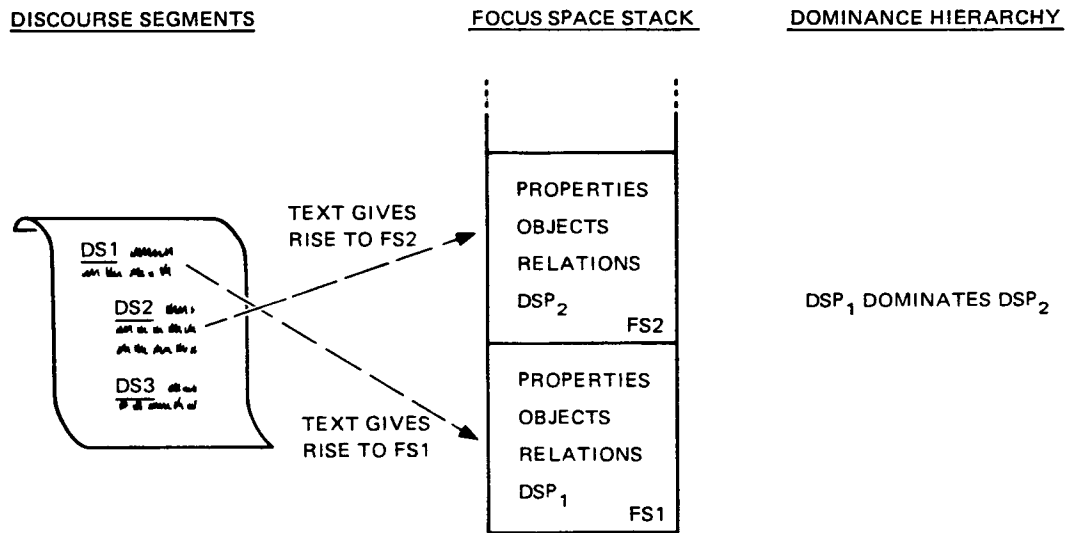 DISCOURSE SEGMENTS
FOCUS SPACE STACK
DOMINANCE HIERARCHY
DS1
DS2
DS3
TEXT GIVES
RISE TO FS2
TEXT GIVES
RISE TO FS1
PROPERTIES
OBJECTS
RELATIONS
DSP₂
FS2
PROPERTIES
OBJECTS
RELATIONS
DSP₁
FS1
DSP₁ DOMINATES DSP₂